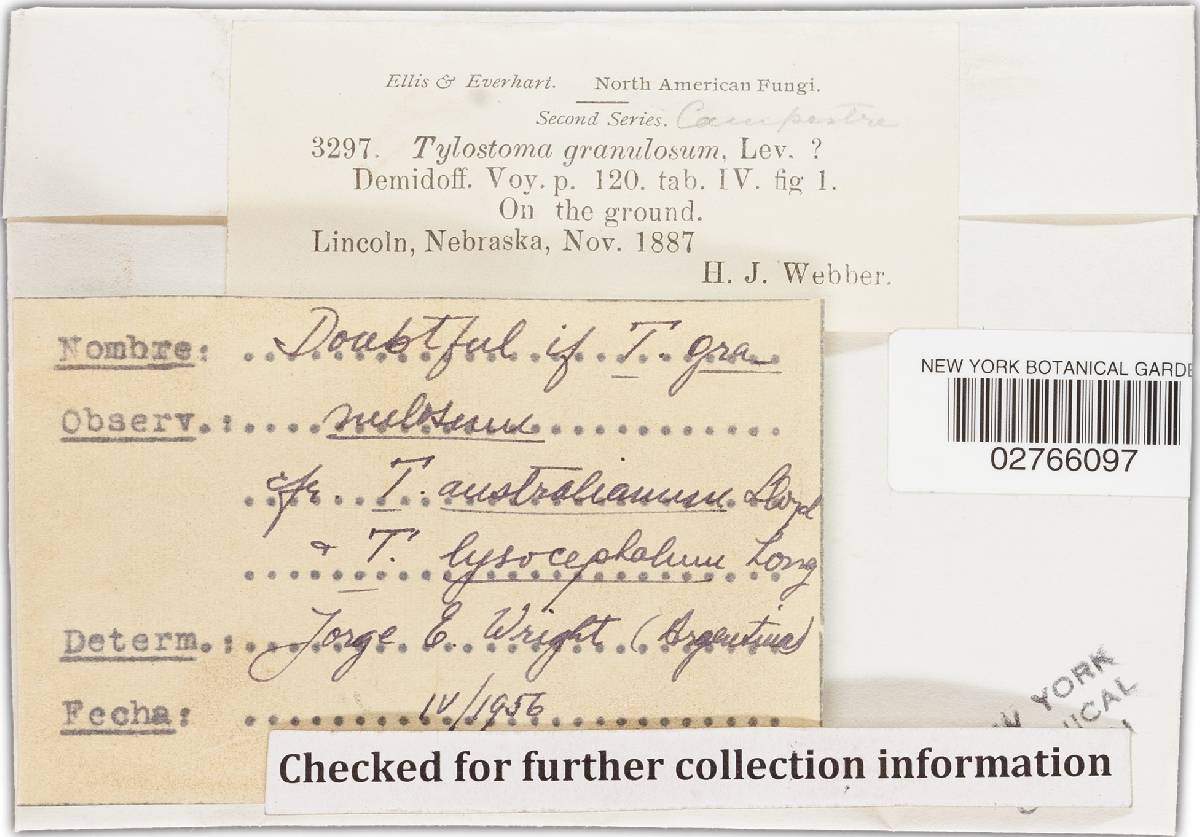 Ellis & Everhart. North American Fungi.
Second Series. Campestre
3297. Tylostoma granulosum, Lev. ?
Demidoff. Voy. p. 120. tab. IV. fig 1.
On the ground.
Lincoln, Nebraska, Nov. 1887
H. J. Webber.
Nombre: Doubtful if T. gra-
Observ.: nulosum
cfr T. australianum Lloyd
& T. lysocephalum Long
Determ.: Jorge E. Wright (Argentina)
Fecha: IV/1956
NEW YORK BOTANICAL GARDE
02766097
YORK
Checked for further collection information